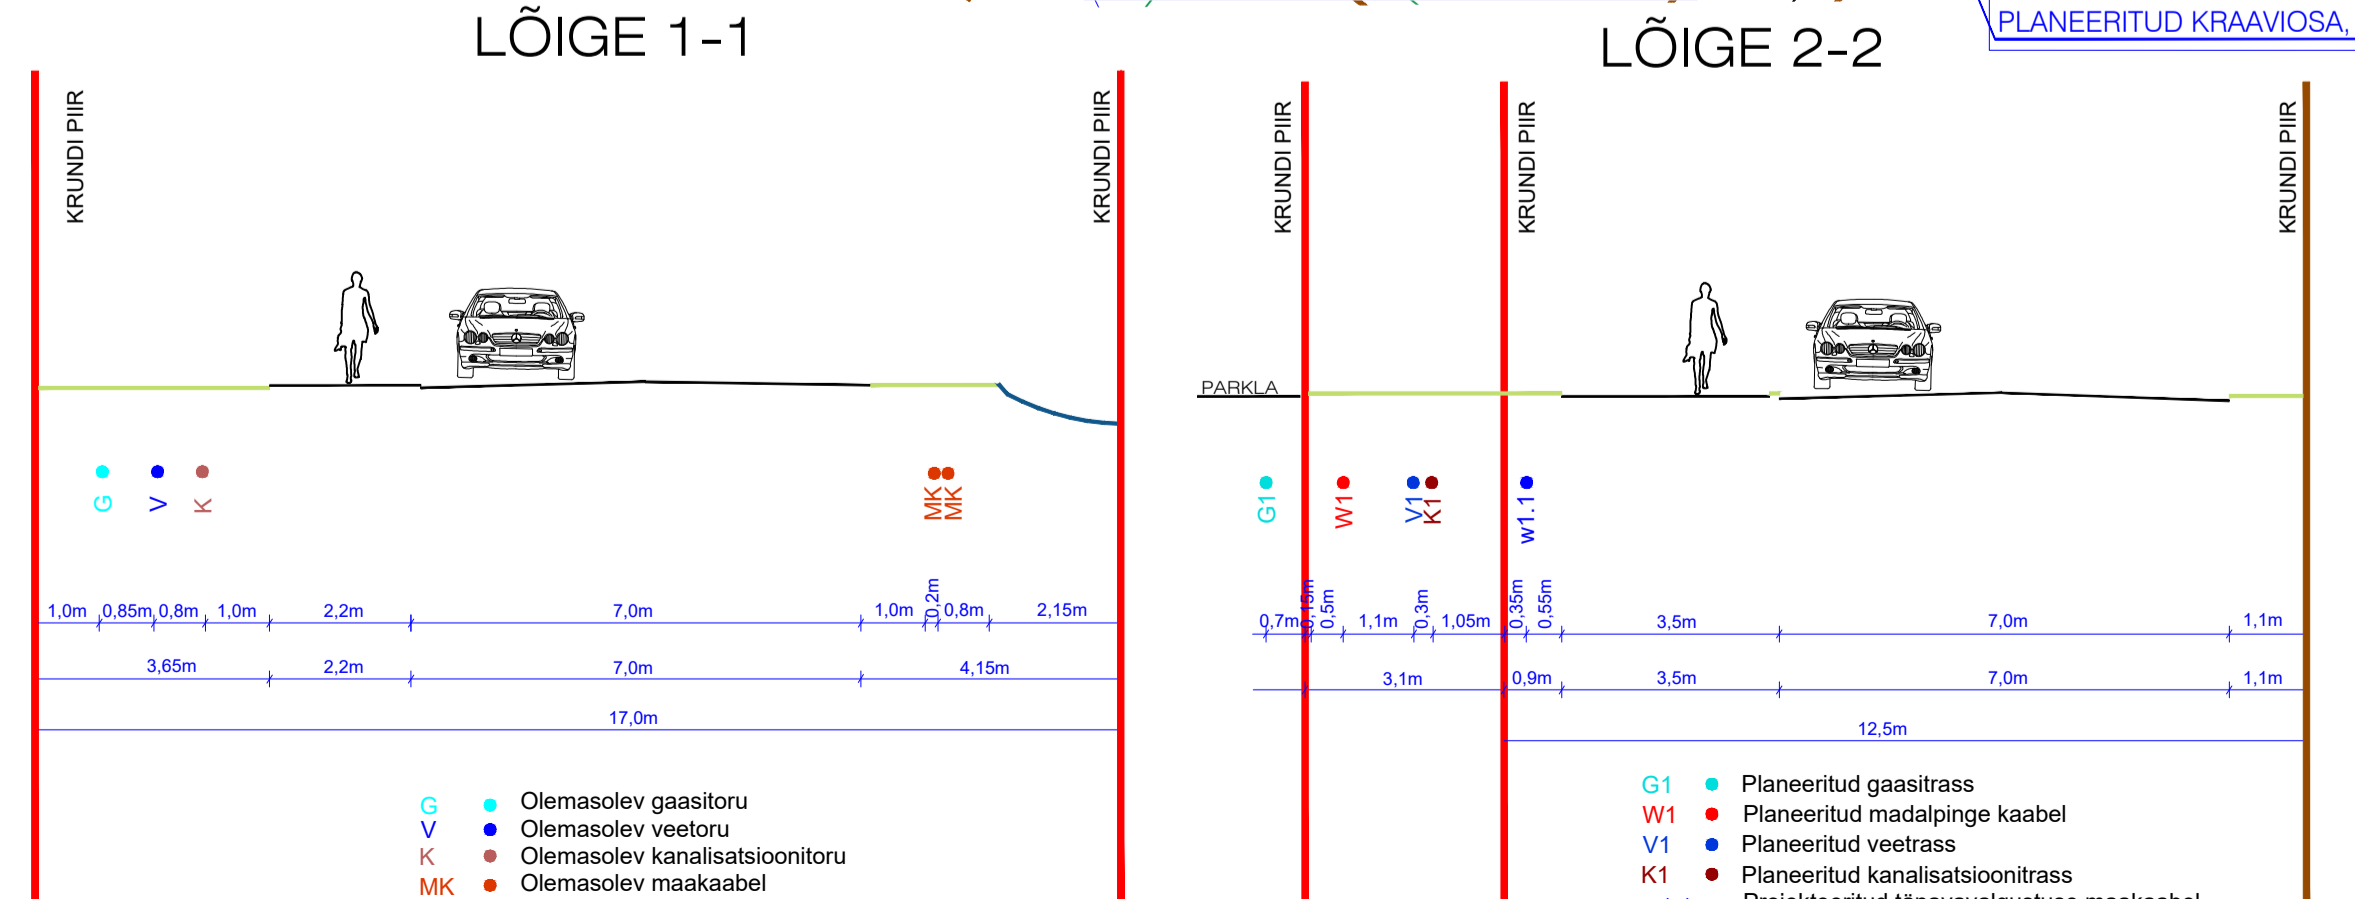 PLANEERITUD KRAAVIOSA,
LÕIGE 1-1
KRUNDI PIIR
KRUNDI PIIR
G
V
K
MK
MK
1,0m 0,85m 0,8m 1,0m 2,2m 7,0m 1,0m 0,2m 0,8m 2,15m
3,65m 2,2m 7,0m 4,15m
17,0m
G Olemasolev gaasitoru
V Olemasolev veetoru
K Olemasolev kanalisatsioonitoru
MK Olemasolev maakaabel
LÕIGE 2-2
KRUNDI PIIR
KRUNDI PIIR
KRUNDI PIIR
PARKLA
G1
W1
V1
K1
w1.1
0,7m 0,15m 0,5m 1,1m 0,3m 1,05m 0,35m 0,55m 3,5m 7,0m 1,1m
3,1m 0,9m 3,5m 7,0m 1,1m
12,5m
G1 Planeeritud gaasitrass
W1 Planeeritud madalpinge kaabel
V1 Planeeritud veetrass
K1 Planeeritud kanalisatsioonitrass